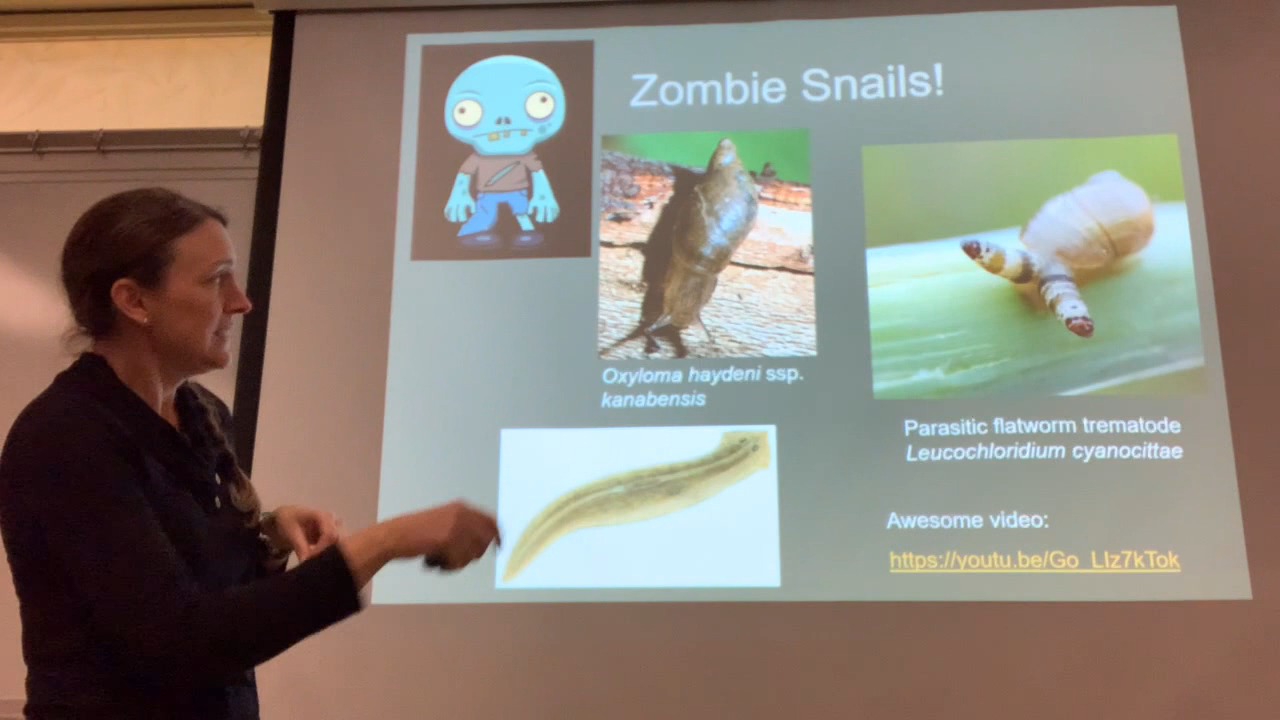 Zombie Snails!
Oxyloma haydeni ssp.
kanabensis
Parasitic flatworm trematode
Leucochloridium cyanocittae
Awesome video:
https://youtu.be/Go_LIz7kTok